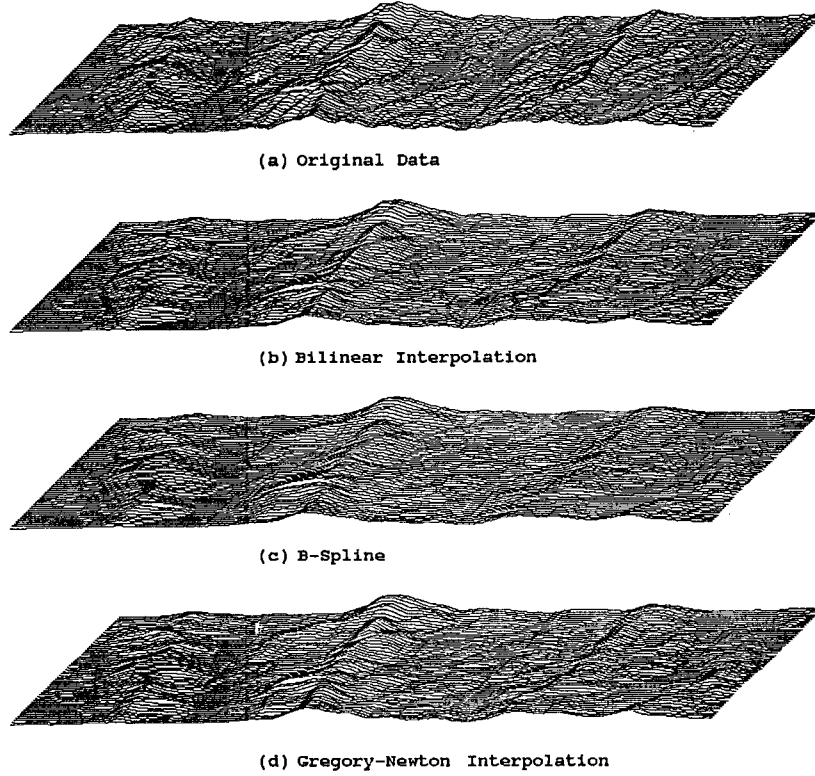 (a) Original Data
(b) Bilinear Interpolation
(c) B-Spline
(d) Gregory-Newton Interpolation